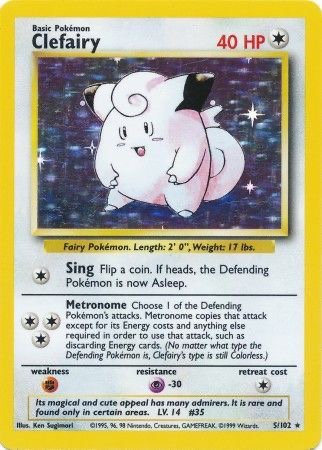 Basic Pokémon
Clefairy 40 HP
Fairy Pokémon. Length: 2' 0", Weight: 17 lbs.
Sing Flip a coin. If heads, the Defending
Pokémon is now Asleep.
Metronome Choose 1 of the Defending
Pokémon's attacks. Metronome copies that attack
except for its Energy costs and anything else
required in order to use that attack, such as
discarding Energy cards. (No matter what type the
Defending Pokémon is, Clefairy's type is still Colorless.)
weakness resistance retreat cost
-30
Its magical and cute appeal has many admirers. It is rare and
found only in certain areas. LV. 14 #35
Illus. Ken Sugimori ©1995, 96, 98 Nintendo, Creatures, GAMEFREAK. ©1999 Wizards. 5/102 ★